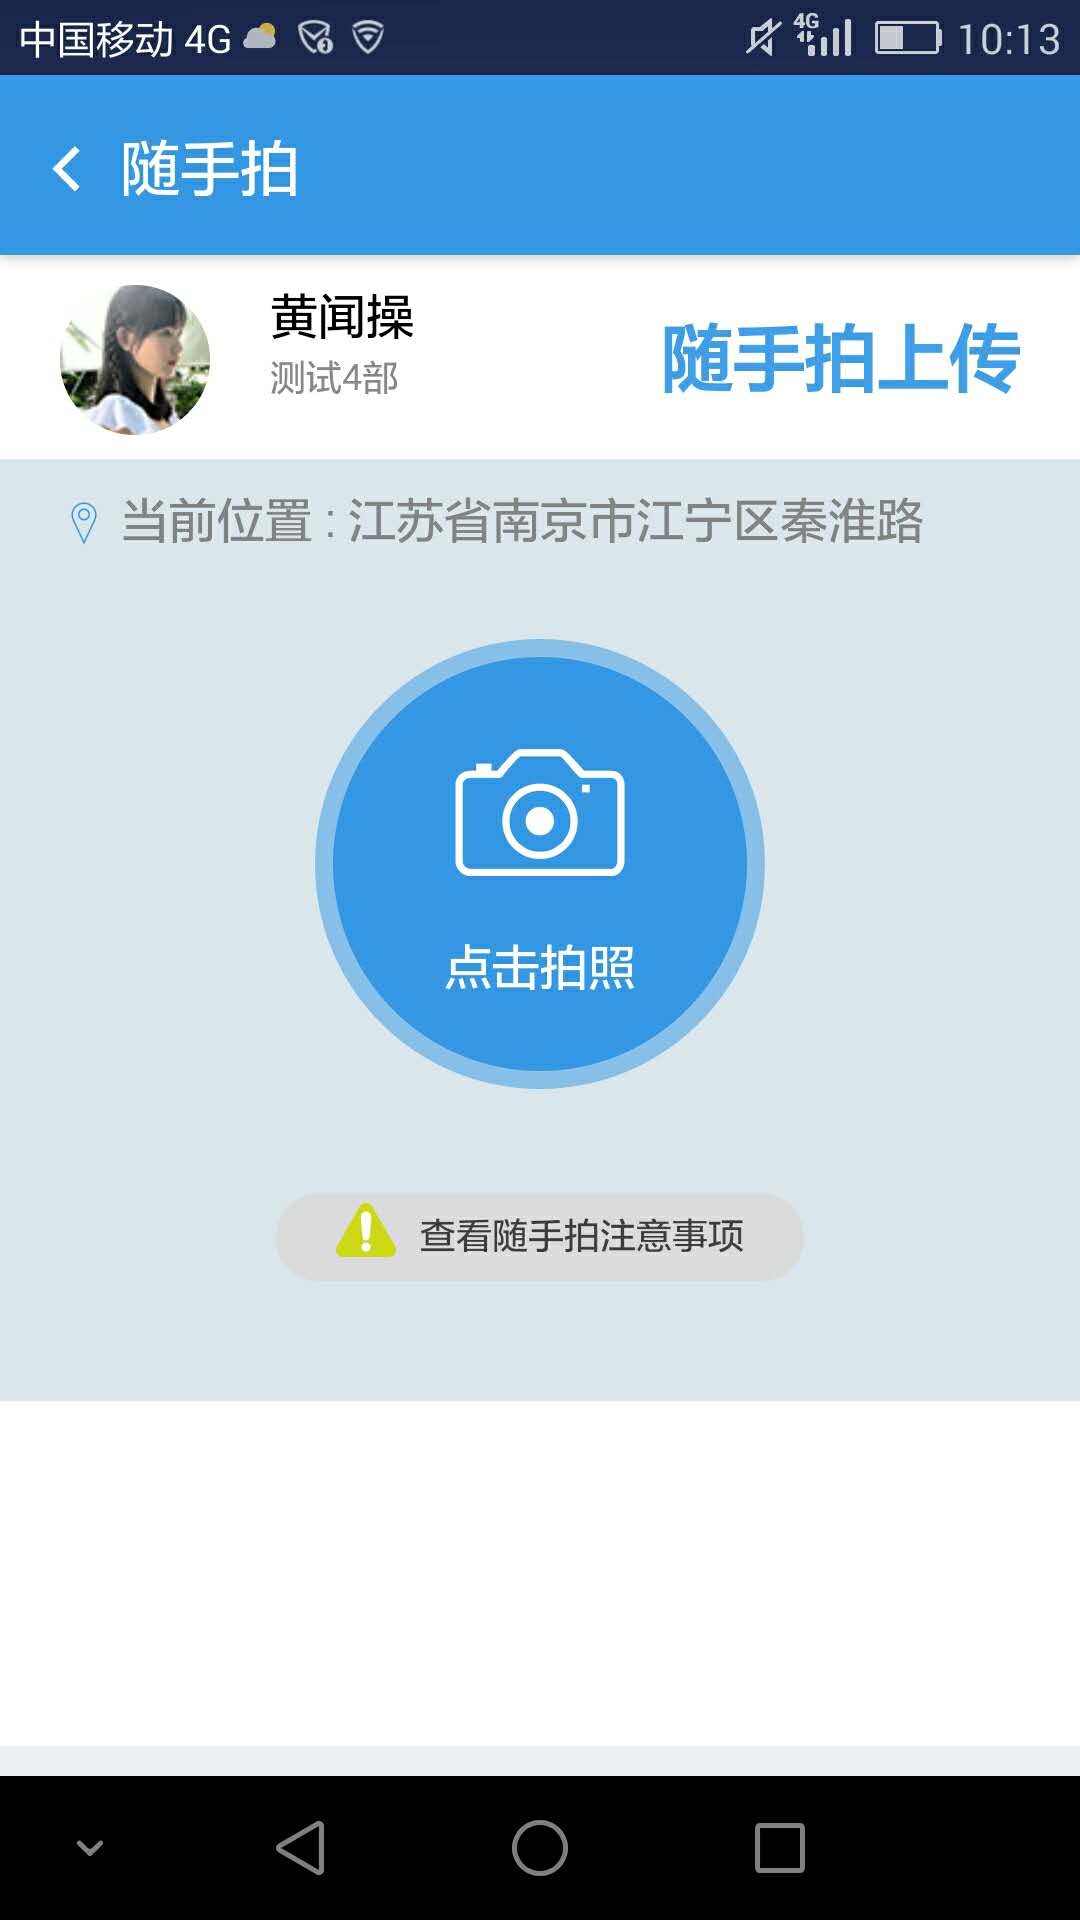 中国移动 4G 4G 10:13
随手拍
黄闻操
测试4部
随手拍上传
当前位置 : 江苏省南京市江宁区秦淮路
点击拍照
查看随手拍注意事项